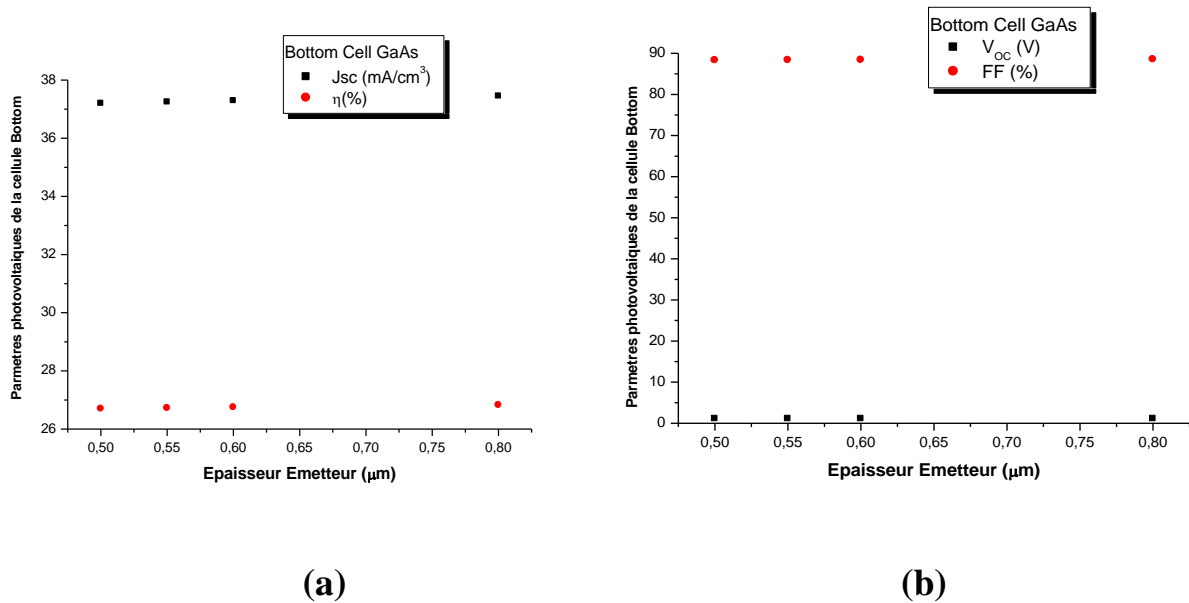 Bottom Cell GaAs
Jsc (mA/cm³)
η(%)
Parmetres photovoltaiques de la cellule Bottom
38
36
34
32
30
28
26
0,50 0,55 0,60 0,65 0,70 0,75 0,80
Epaisseur Emetteur (μm)
(a)
Bottom Cell GaAs
V_OC (V)
FF (%)
Parmetres photovoltaiques de la cellule Bottom
90
80
70
60
50
40
30
20
10
0
0,50 0,55 0,60 0,65 0,70 0,75 0,80
Epaisseur Emetteur (μm)
(b)